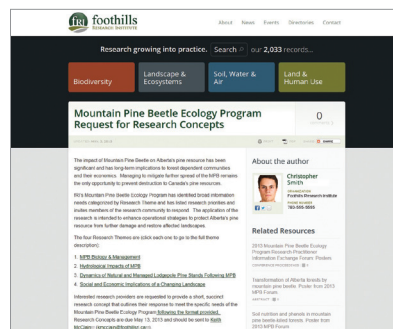 fRI foothills
RESEARCH INSTITUTE
About News Events Directories Contact
Research growing into practice. Search our 2,033 records...
Biodiversity
Landscape & Ecosystems
Soil, Water & Air
Land & Human Use
Mountain Pine Beetle Ecology Program
Request for Research Concepts
0
SHARE
The impact of Mountain Pine Beetle on Alberta's pine resource has been
significant and has long-term implications to forest dependent communities
and their economies. Managing to mitigate further spread of the MPB remains
the only opportunity to prevent destruction to Canada's pine resources.
fRI's Mountain Pine Beetle Ecology Program has identified broad information
needs categorized by Research Theme and has listed research priorities and
invites members of the research community to respond. The application of the
research is intended to enhance operational strategies to protect Alberta's pine
resource from further damage and restore affected landscapes.
The four Research Themes are (click each one to go to the full theme
description):
1. MPB Biology & Management
2. Hydrological Impacts of MPB
3. Dynamics of Natural and Managed Lodgepole Pine Stands Following MPB
4. Social and Economic Implications of a Changing Landscape
Interested research providers are requested to provide a short, succinct
research concept that outlines their response to meet the specific needs of the
Mountain Pine Beetle Ecology Program following the format provided.
Research Concepts are due May 13, 2013 and should be sent to Keith
McClain
About the author
Christopher
Smith
ORGANIZATION
Foothills Research Institute
PHONE NUMBER
780-555-5555
Related Resources
2013 Mountain Pine Beetle Ecology
Program Research Practitioner
Information Exchange Forum: Posters
Transformation of Alberta forests by
mountain pine beetle. Poster from 2013
MPB Forum.
Soil nutrition and phenols in mountain
pine beetle-killed forests. Poster from
2013 MPB Forum